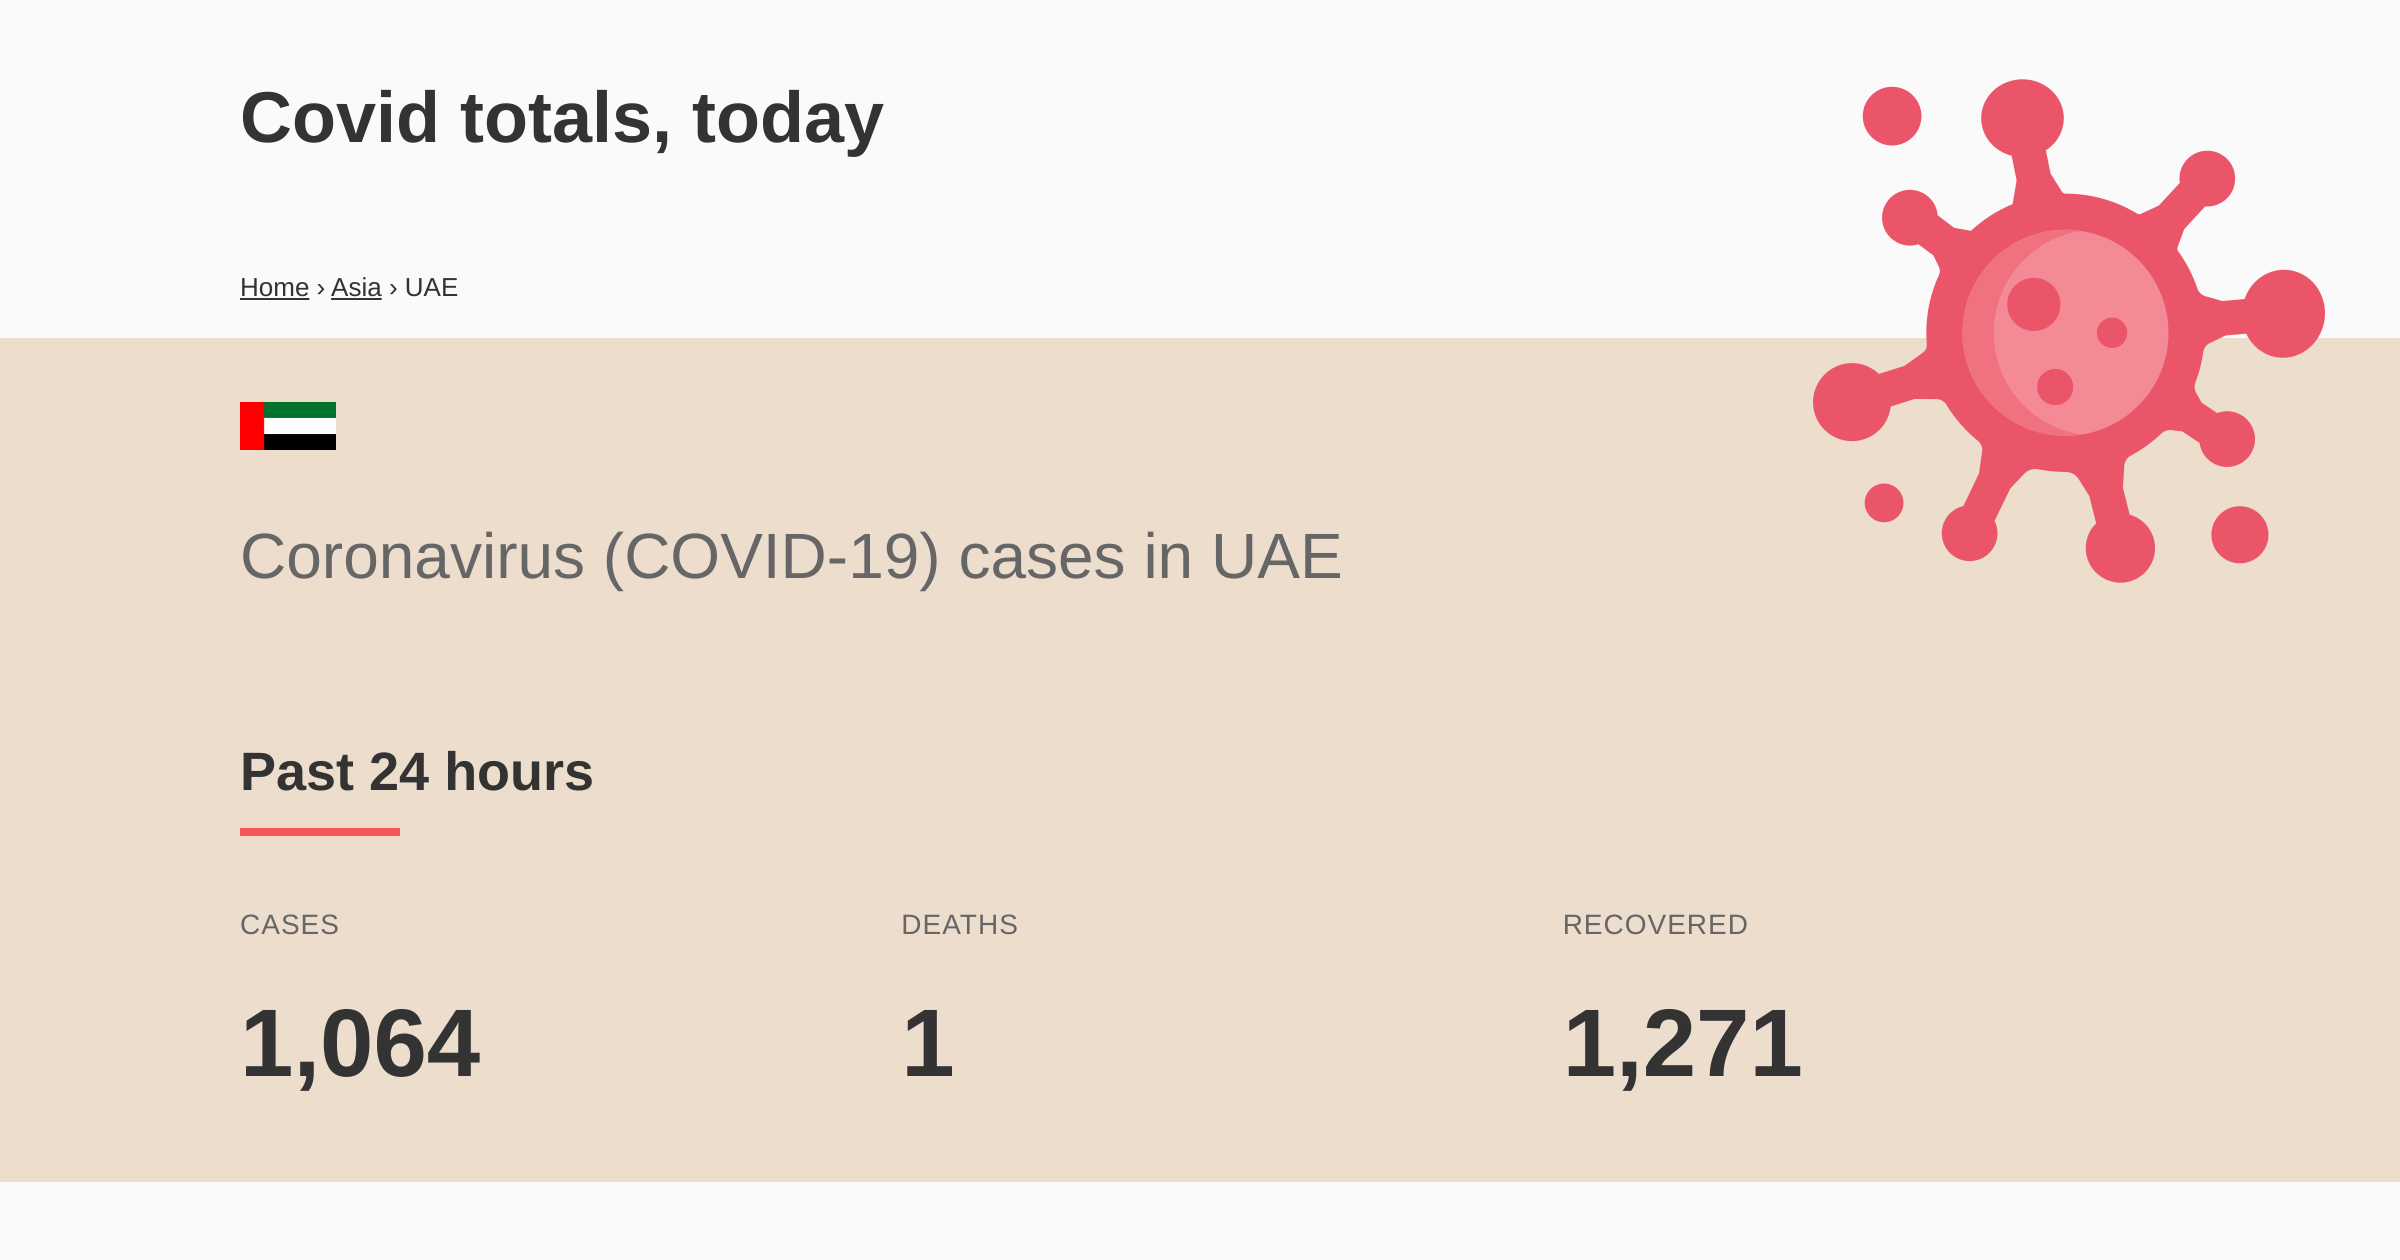 Covid totals, today
Home › Asia › UAE
Coronavirus (COVID-19) cases in UAE
Past 24 hours
CASES
DEATHS
RECOVERED
1,064
1
1,271